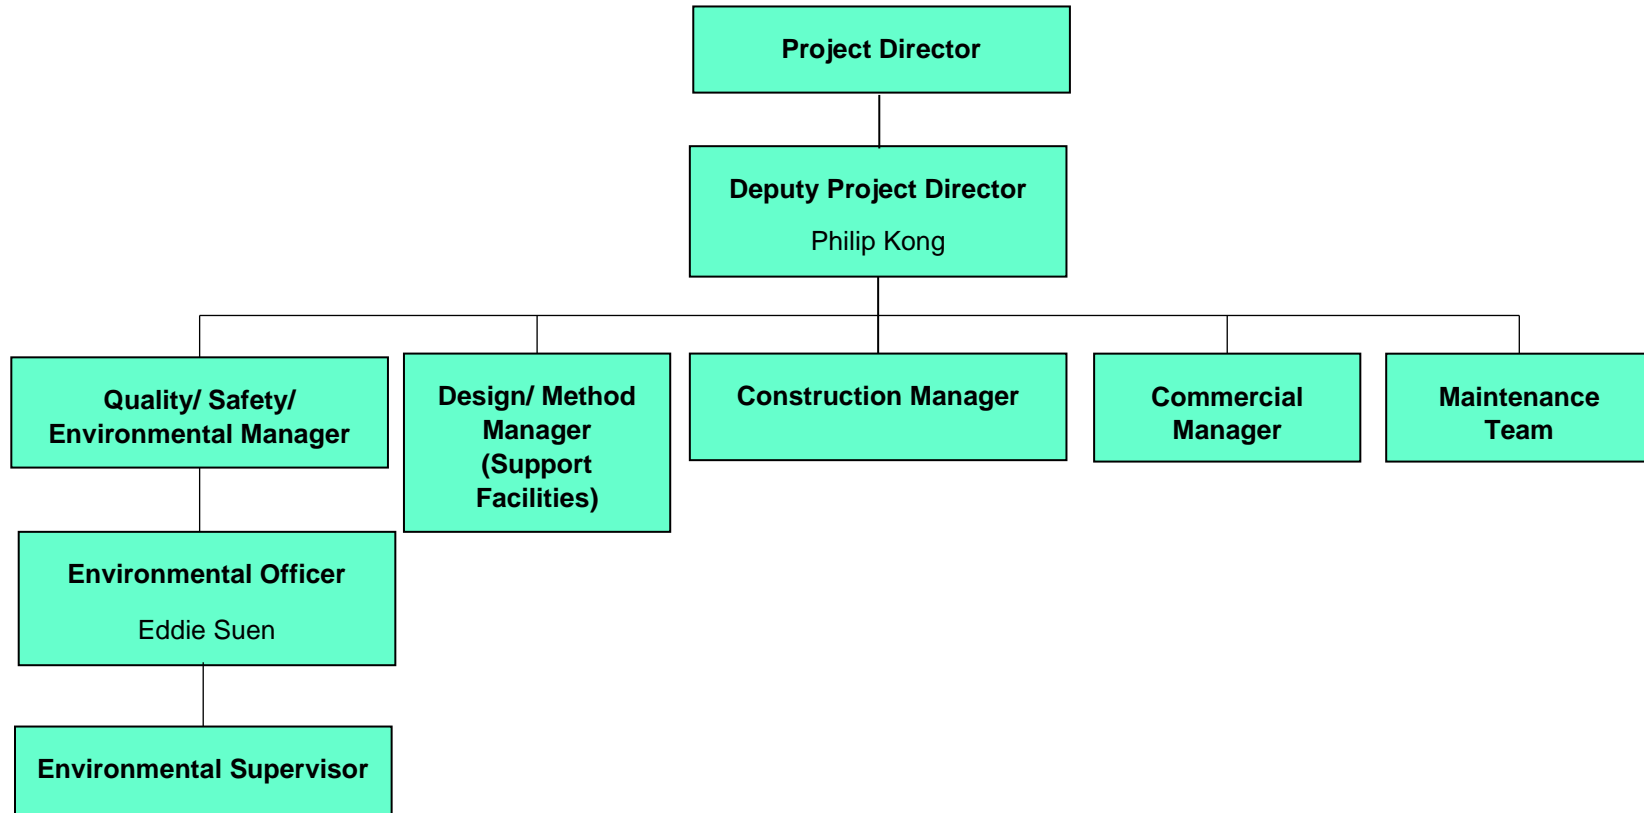 Project Director
Deputy Project Director
Philip Kong
Quality/ Safety/
Environmental Manager
Design/ Method
Manager
(Support
Facilities)
Construction Manager
Commercial
Manager
Maintenance
Team
Environmental Officer
Eddie Suen
Environmental Supervisor